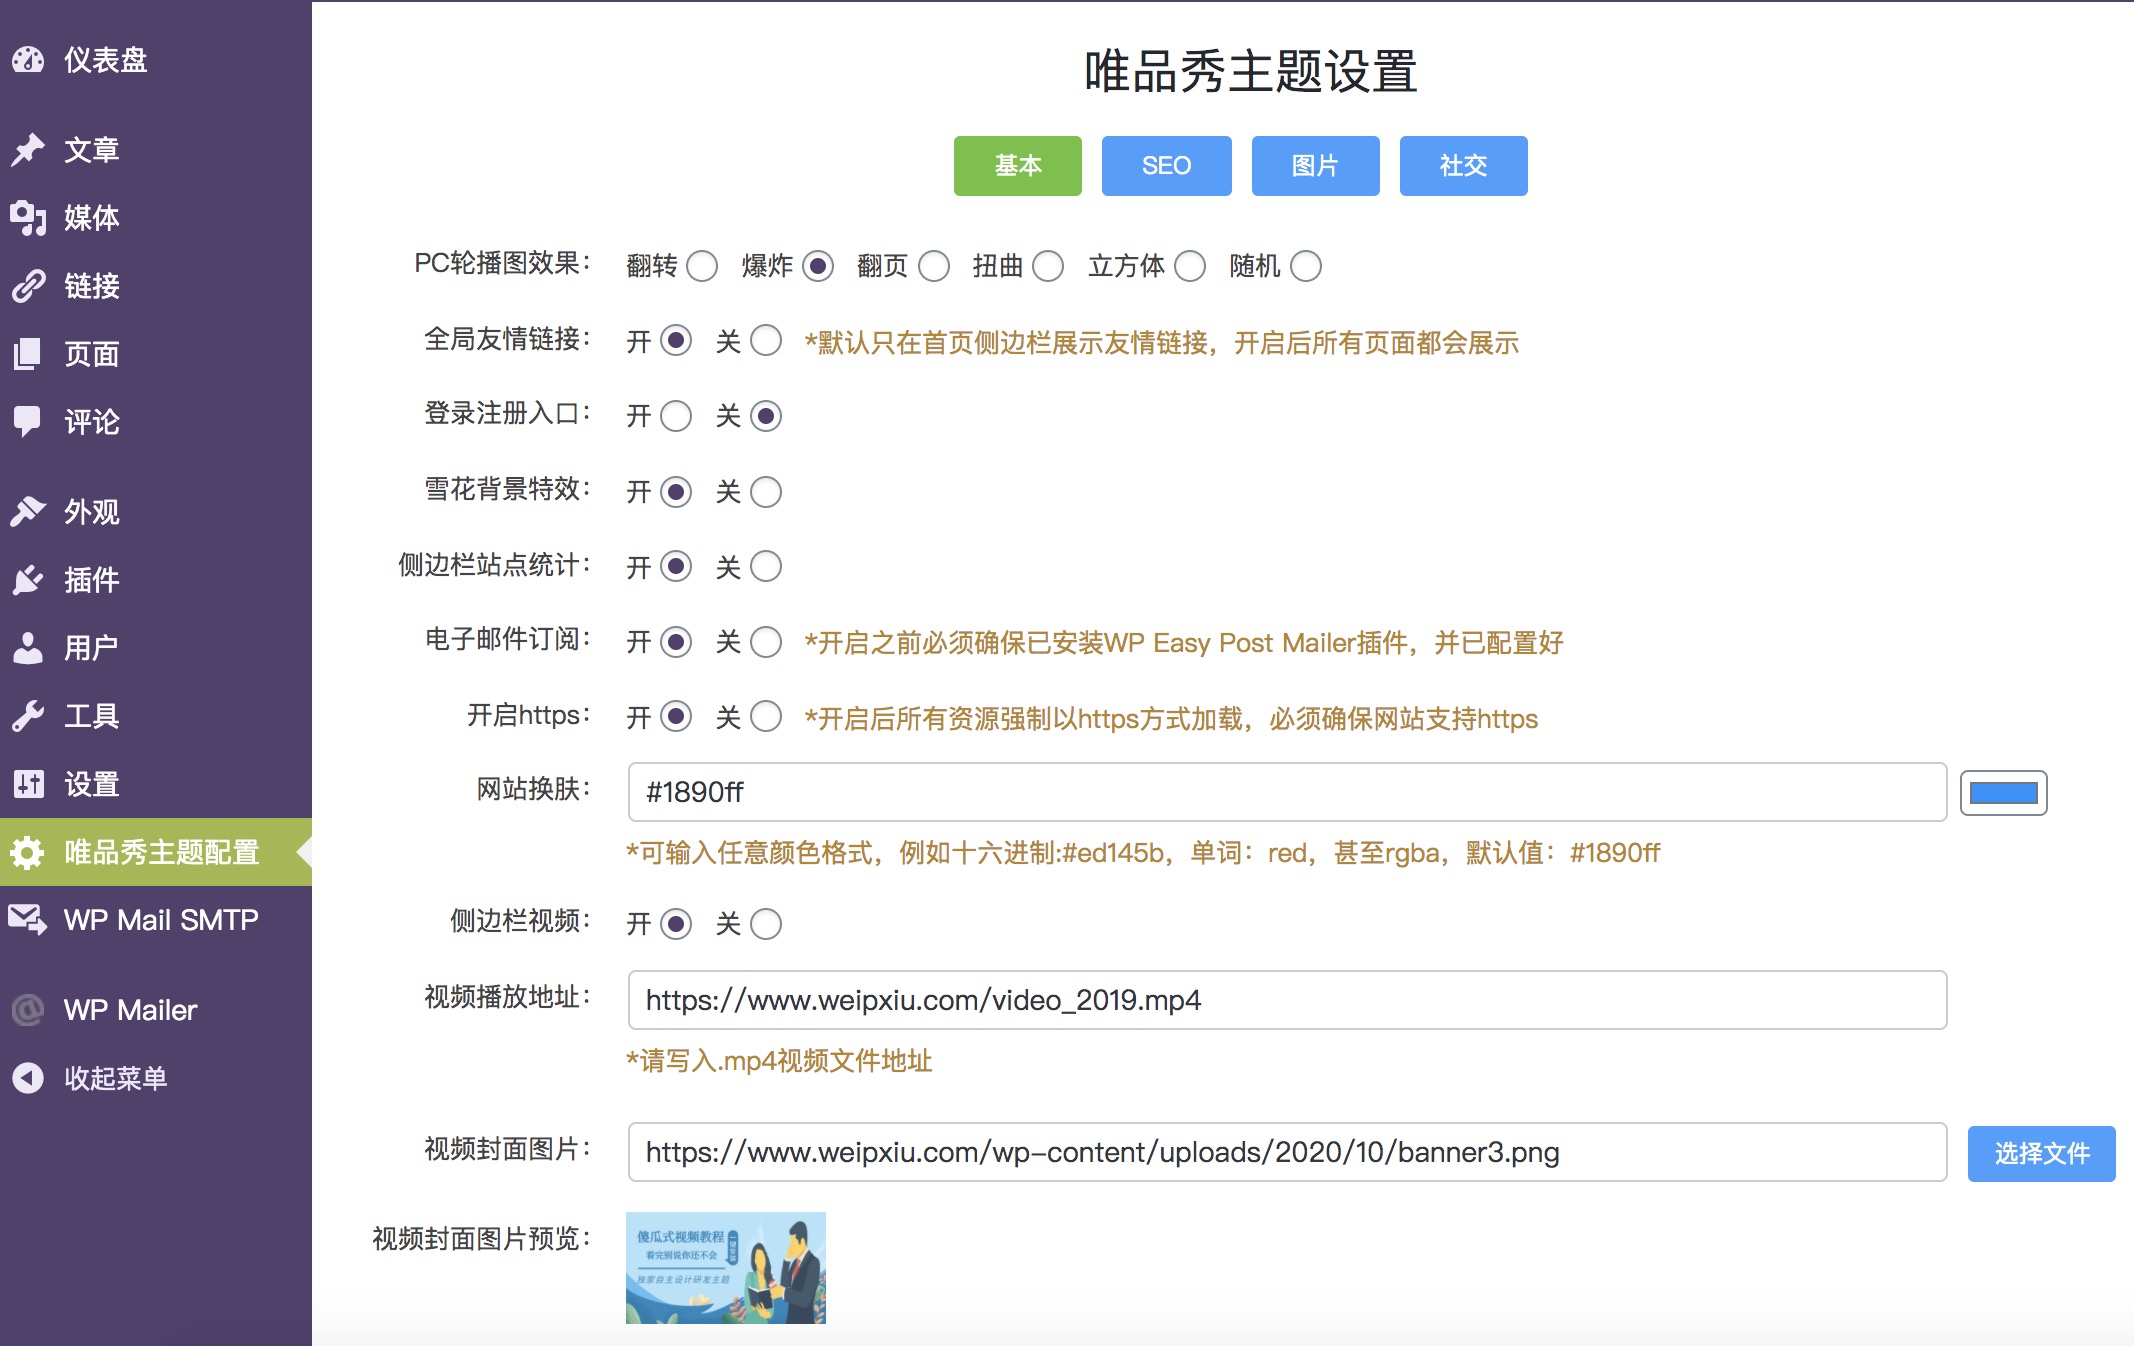 仪表盘
文章
媒体
链接
页面
评论
外观
插件
用户
工具
设置
唯品秀主题配置
WP Mail SMTP
@ WP Mailer
收起菜单
唯品秀主题设置
基本 SEO 图片 社交
PC轮播图效果： 翻转 爆炸 翻页 扭曲 立方体 随机
全局友情链接： 开 关 *默认只在首页侧边栏展示友情链接，开启后所有页面都会展示
登录注册入口： 开 关
雪花背景特效： 开 关
侧边栏站点统计： 开 关
电子邮件订阅： 开 关 *开启之前必须确保已安装WP Easy Post Mailer插件，并已配置好
开启https： 开 关 *开启后所有资源强制以https方式加载，必须确保网站支持https
网站换肤： #1890ff
*可输入任意颜色格式，例如十六进制:#ed145b，单词：red，甚至rgba，默认值：#1890ff
侧边栏视频： 开 关
视频播放地址： https://www.weipxiu.com/video_2019.mp4
*请写入.mp4视频文件地址
视频封面图片： https://www.weipxiu.com/wp-content/uploads/2020/10/banner3.png 选择文件
视频封面图片预览：
傻瓜式视频教程
看完别说你还不会
独家自主设计研发主题